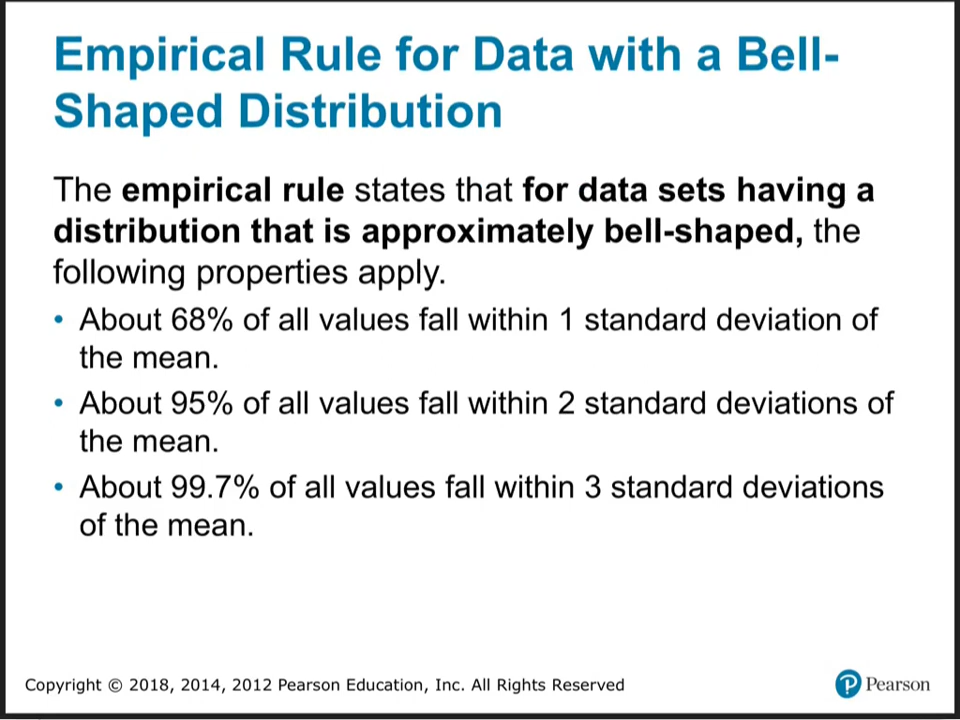 Empirical Rule for Data with a Bell-
Shaped Distribution
The empirical rule states that for data sets having a
distribution that is approximately bell-shaped, the
following properties apply.
• About 68% of all values fall within 1 standard deviation of
the mean.
• About 95% of all values fall within 2 standard deviations of
the mean.
• About 99.7% of all values fall within 3 standard deviations
of the mean.
Copyright © 2018, 2014, 2012 Pearson Education, Inc. All Rights Reserved
P Pearson